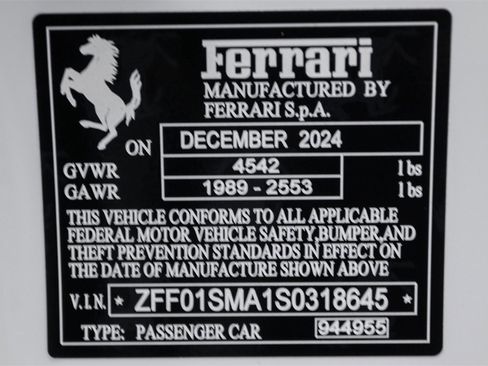 Ferrari
MANUFACTURED BY
FERRARI S.p.A.
ON DECEMBER 2024
GVWR 4542 lbs
GAWR 1989 - 2553 lbs
THIS VEHICLE CONFORMS TO ALL APPLICABLE
FEDERAL MOTOR VEHICLE SAFETY,BUMPER,AND
THEFT PREVENTION STANDARDS IN EFFECT ON
THE DATE OF MANUFACTURE SHOWN ABOVE
V.I.N. * ZFF01SMA1S0318645 *
TYPE: PASSENGER CAR 944955